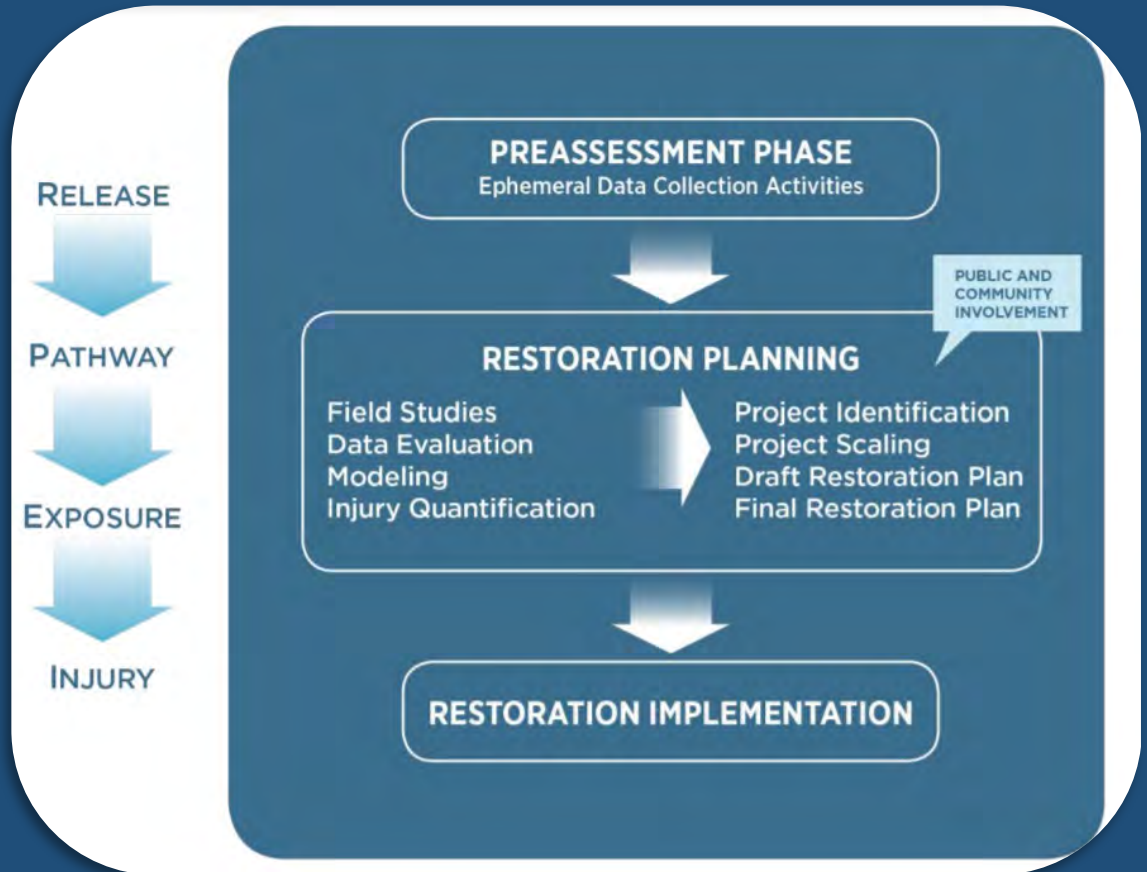 RELEASE
PATHWAY
EXPOSURE
INJURY
PREASSESSMENT PHASE
Ephemeral Data Collection Activities
PUBLIC AND
COMMUNITY
INVOLVEMENT
RESTORATION PLANNING
Field Studies
Data Evaluation
Modeling
Injury Quantification
Project Identification
Project Scaling
Draft Restoration Plan
Final Restoration Plan
RESTORATION IMPLEMENTATION